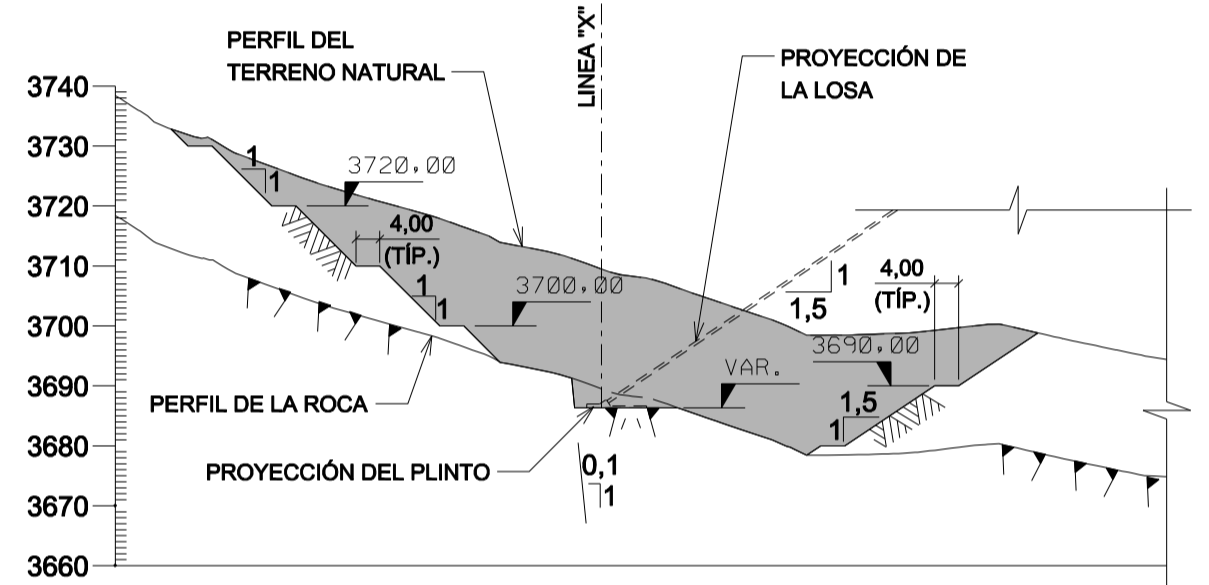 PERFIL DEL
TERRENO NATURAL
LINEA "X"
PROYECCIÓN DE
LA LOSA
3740
3730
3720
3710
3700
3690
3680
3670
3660
1
1
3720,00
4,00
(TÍP.)
1
1
3700,00
1
1,5
4,00
(TÍP.)
3690,00
VAR.
1,5
1
PERFIL DE LA ROCA
PROYECCIÓN DEL PLINTO
0,1
1